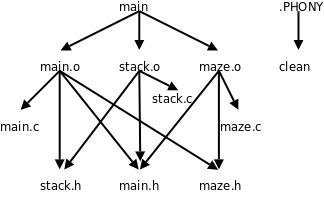 main .PHONY
main.o stack.o maze.o clean
stack.c
main.c maze.c
stack.h main.h maze.h